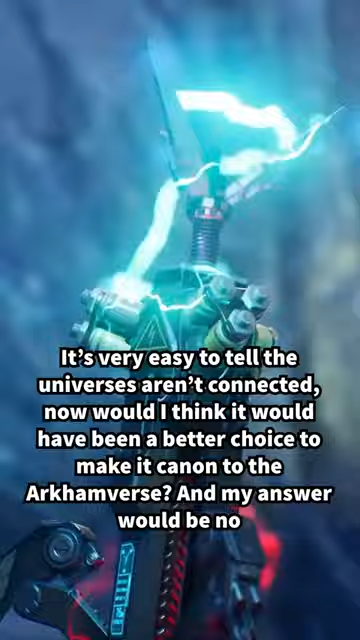 It's very easy to tell the
universes aren't connected,
now would I think it would
have been a better choice to
make it canon to the
Arkhamverse? And my answer
would be no